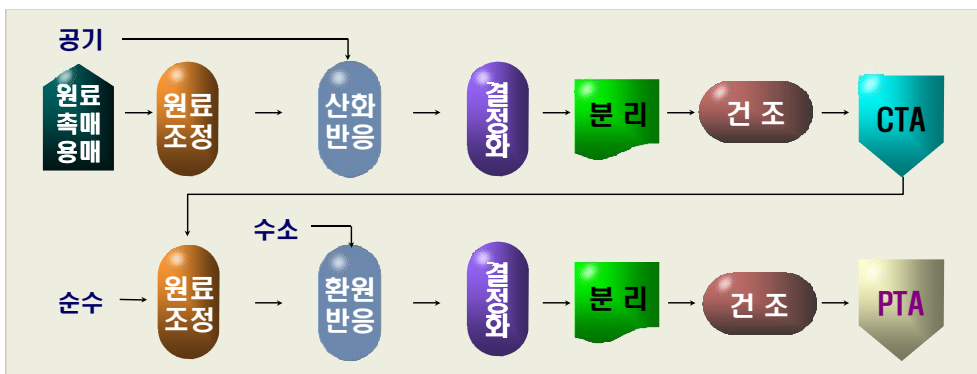 공기
원료
촉매
용매
원료
조정
산화
반응
결정화
분 리
건 조
CTA
수소
순수
원료
조정
환원
반응
결정화
분 리
건 조
PTA